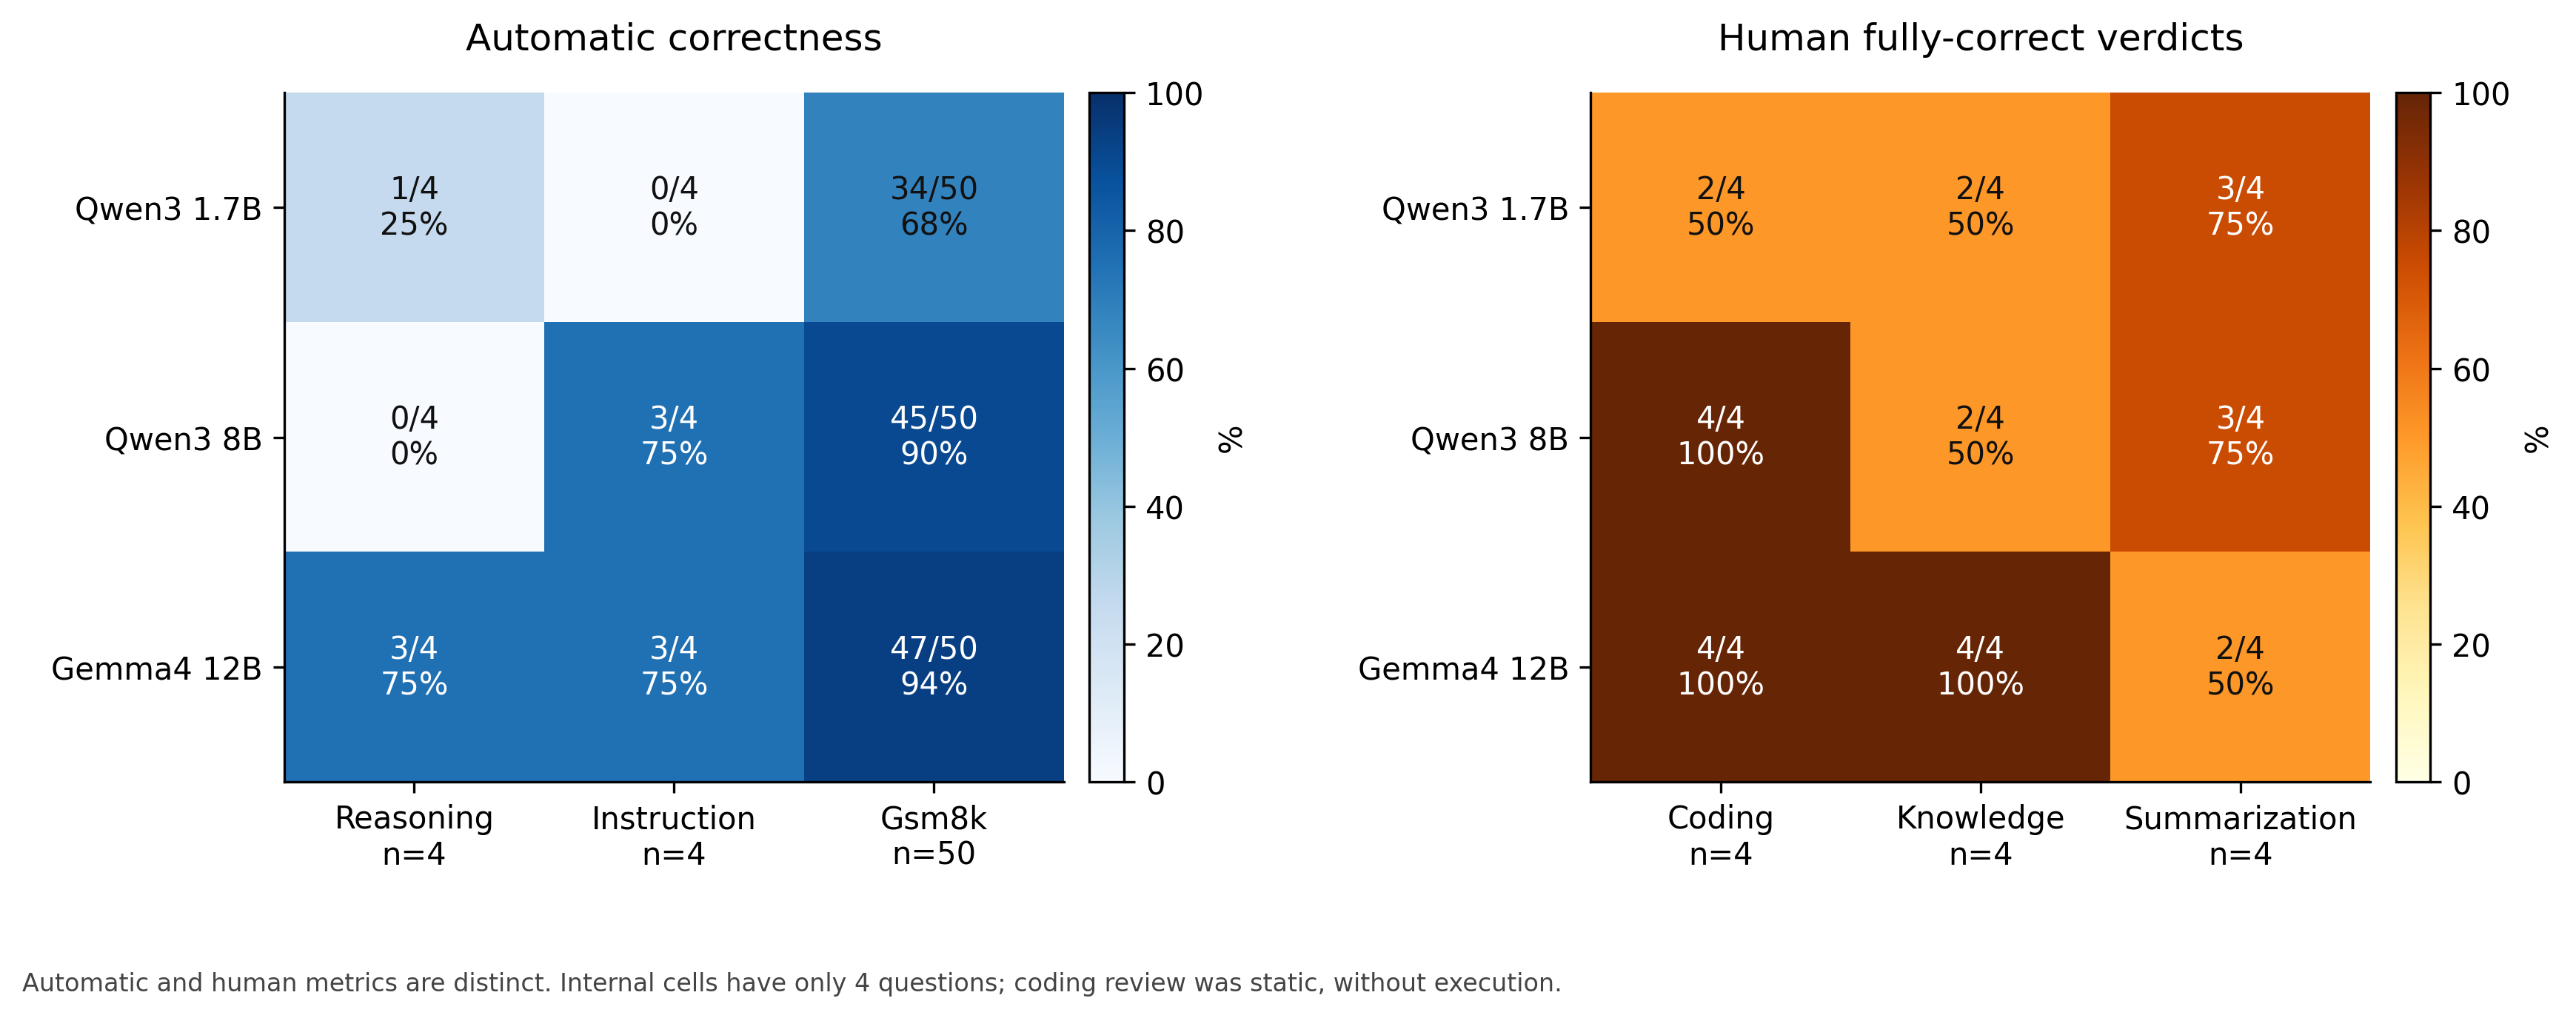 Automatic correctness
Qwen3 1.7B
Qwen3 8B
Gemma4 12B
1/4
25%
0/4
0%
34/50
68%
0/4
0%
3/4
75%
45/50
90%
3/4
75%
3/4
75%
47/50
94%
Reasoning
n=4
Instruction
n=4
Gsm8k
n=50
100
80
60
40
20
0
%
Human fully-correct verdicts
Qwen3 1.7B
Qwen3 8B
Gemma4 12B
2/4
50%
2/4
50%
3/4
75%
4/4
100%
2/4
50%
3/4
75%
4/4
100%
4/4
100%
2/4
50%
Coding
n=4
Knowledge
n=4
Summarization
n=4
100
80
60
40
20
0
%
Automatic and human metrics are distinct. Internal cells have only 4 questions; coding review was static, without execution.